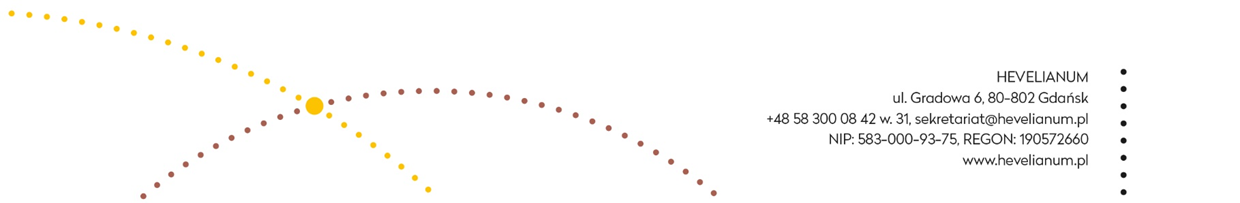 HEVELIANUM
ul. Gradowa 6, 80-802 Gdańsk
+48 58 300 08 42 w. 31, sekretariat@hevelianum.pl
NIP: 583-000-93-75, REGON: 190572660
www.hevelianum.pl